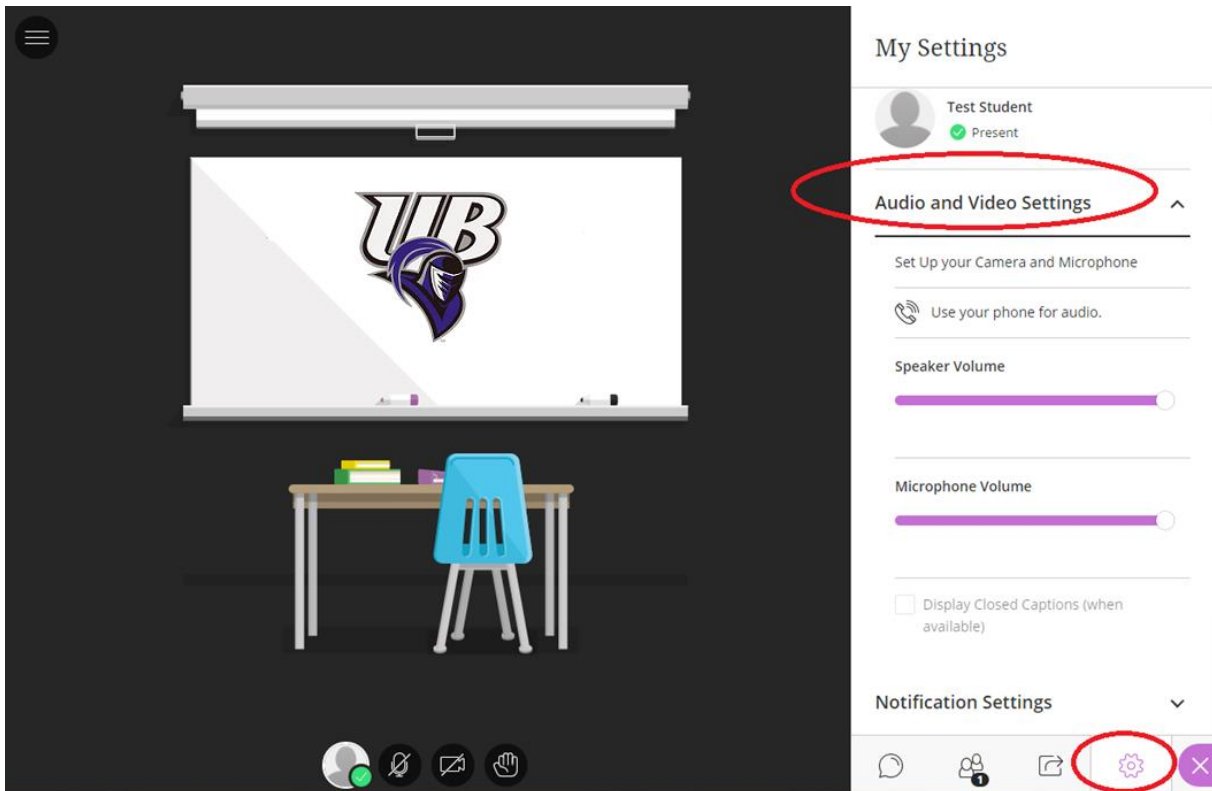 My Settings
Test Student
Present
Audio and Video Settings
Set Up your Camera and Microphone
Use your phone for audio.
Speaker Volume
Microphone Volume
Display Closed Captions (when
available)
Notification Settings
1
UB